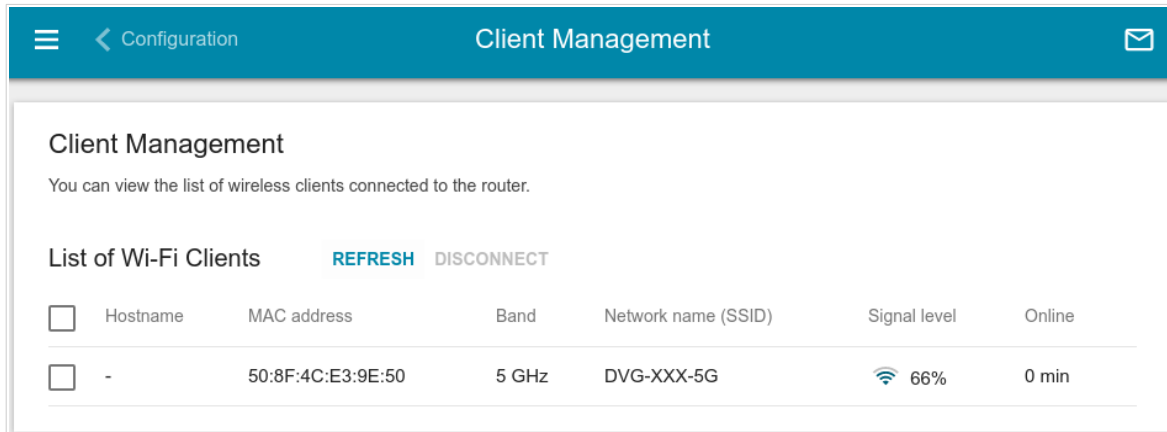 Configuration Client Management
Client Management
You can view the list of wireless clients connected to the router.
List of Wi-Fi Clients REFRESH DISCONNECT
Hostname MAC address Band Network name (SSID) Signal level Online
- 50:8F:4C:E3:9E:50 5 GHz DVG-XXX-5G 66% 0 min